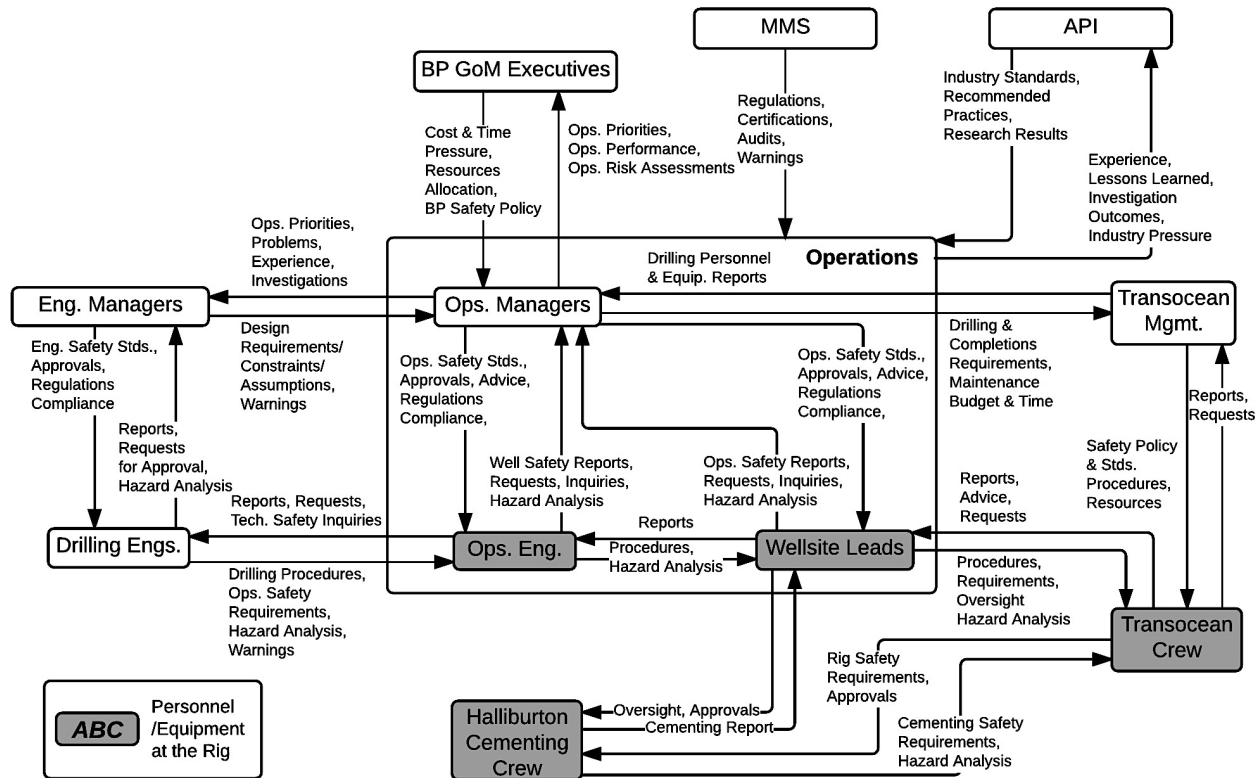 MMS
API
BP GoM Executives
Industry Standards,
Recommended
Practices,
Research Results
Regulations,
Certifications,
Audits,
Warnings
Cost & Time
Pressure,
Resources
Allocation,
BP Safety Policy
Ops. Priorities,
Ops. Performance,
Ops. Risk Assessments
Experience,
Lessons Learned,
Investigation
Outcomes,
Industry Pressure
Ops. Priorities,
Problems,
Experience,
Investigations
Operations
Drilling Personnel
& Equip. Reports
Eng. Managers
Ops. Managers
Transocean
Mgmt.
Eng. Safety Stds.,
Approvals,
Regulations
Compliance
Design
Requirements/
Constraints/
Assumptions,
Warnings
Ops. Safety Stds.,
Approvals, Advice,
Regulations
Compliance,
Ops. Safety Stds.,
Approvals, Advice,
Regulations
Compliance,
Drilling &
Completions
Requirements,
Maintenance
Budget & Time
Reports,
Requests
Reports,
Requests
for Approval,
Hazard Analysis
Well Safety Reports,
Requests, Inquiries,
Hazard Analysis
Ops. Safety Reports,
Requests, Inquiries,
Hazard Analysis
Safety Policy
& Stds.
Procedures,
Resources
Reports, Requests,
Tech. Safety Inquiries
Reports,
Advice,
Requests
Drilling Engs.
Ops. Eng.
Reports
Procedures,
Hazard Analysis
Wellsite Leads
Drilling Procedures,
Ops. Safety
Requirements,
Hazard Analysis,
Warnings
Procedures,
Requirements,
Oversight
Hazard Analysis
Transocean
Crew
Rig Safety
Requirements,
Approvals
ABC
Personnel
/Equipment
at the Rig
Halliburton
Cementing
Crew
Oversight, Approvals
Cementing Report
Cementing Safety
Requirements,
Hazard Analysis